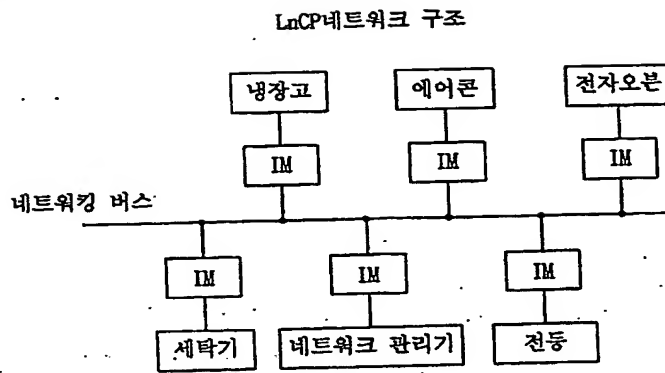 LnCP네트워크 구조
냉장고 에어콘 전자오븐
IM IM IM
네트워킹 버스
IM IM IM
세탁기 네트워크 관리기 전등